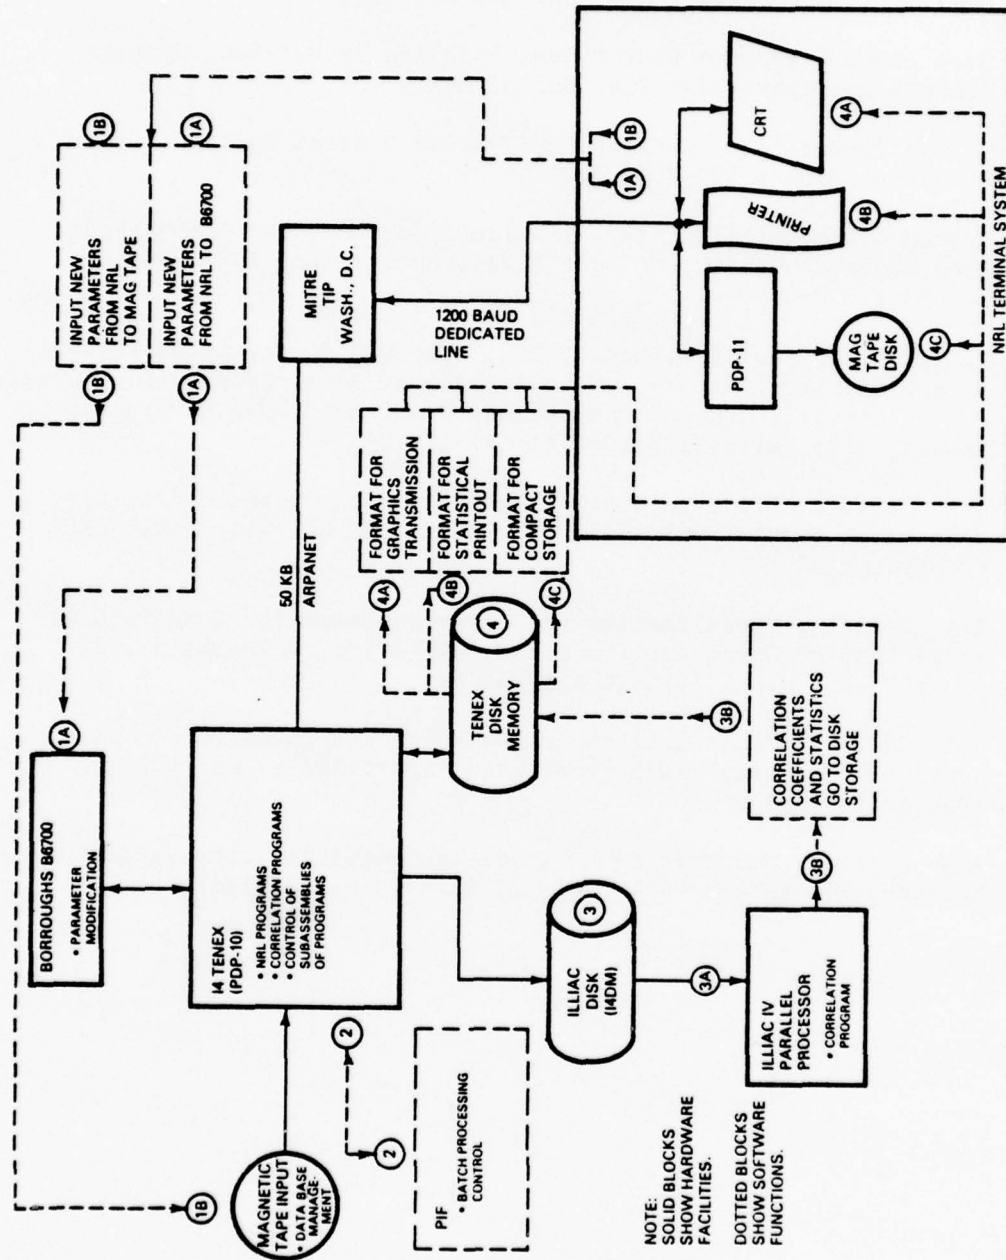 1B
MAGNETIC
TAPE INPUT
• DATA BASE
MANAGE-
MENT
BORROUGHS B6700
• PARAMETER
MODIFICATION
1A
1B
1A
INPUT NEW
PARAMETERS
FROM NRL
TO MAG TAPE
INPUT NEW
PARAMETERS
FROM NRL TO B6700
1B
1A
I4 TENEX
(PDP-10)
• NRL PROGRAMS
• CORRELATION PROGRAMS
• CONTROL OF
SUBASSEMBLIES
OF PROGRAMS
50 KB
ARPANET
MITRE
TIP
WASH., D.C.
1200 BAUD
DEDICATED
LINE
2
2
PIF
• BATCH PROCESSING
CONTROL
TENEX
DISK
MEMORY
4
4A
4B
4C
FORMAT FOR
GRAPHICS
TRANSMISSION
FORMAT FOR
STATISTICAL
PRINTOUT
FORMAT FOR
COMPACT
STORAGE
1A
1B
PDP-11
PRINTER
CRT
MAG
TAPE
DISK
4C
4B
4A
NRL TERMINAL SYSTEM
ILLIAC
DISK
(I4DM)
3
3A
ILLIAC IV
PARALLEL
PROCESSOR
• CORRELATION
PROGRAM
3B
CORRELATION
COEFFICIENTS
AND STATISTICS
GO TO DISK
STORAGE
3B
NOTE:
SOLID BLOCKS
SHOW HARDWARE
FACILITIES.
DOTTED BLOCKS
SHOW SOFTWARE
FUNCTIONS.